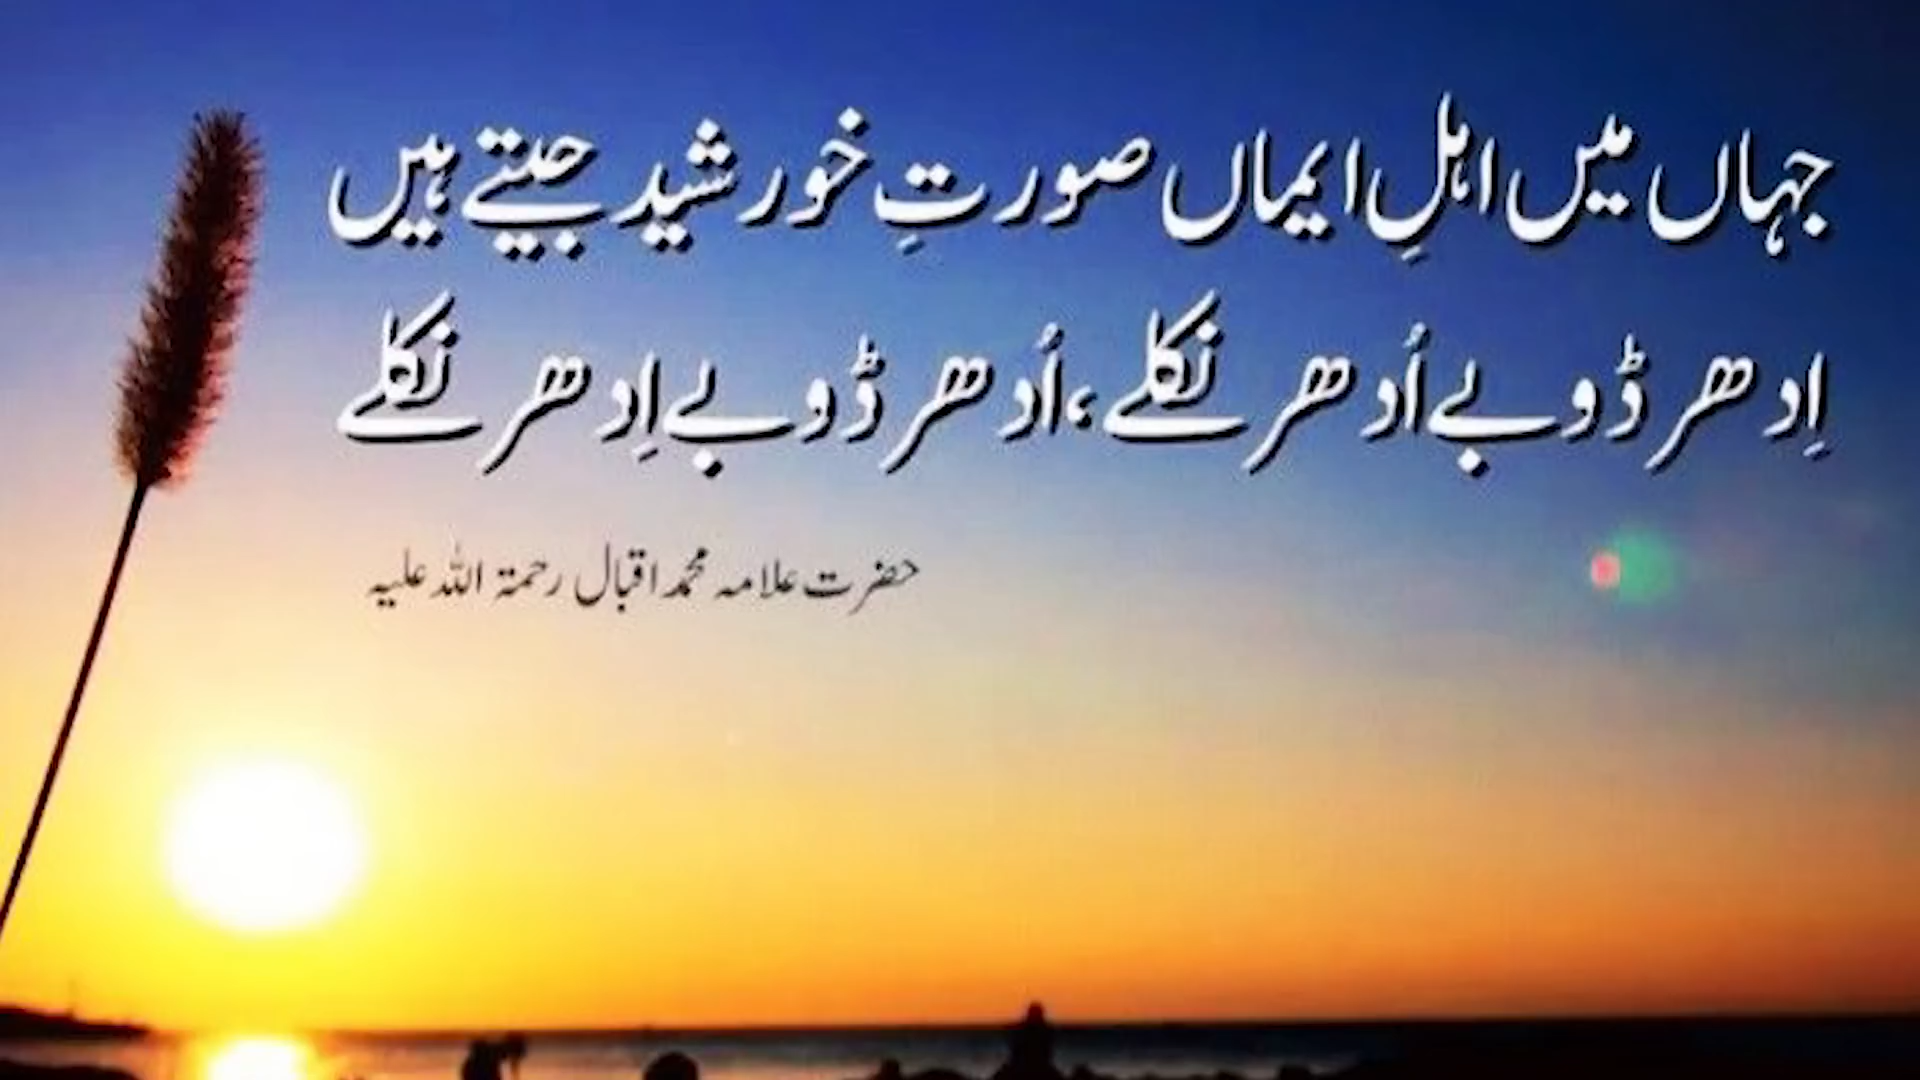 جہاں میں اہلِ ایماں صورتِ خورشید جیتے ہیں
اِدھر ڈوبے اُدھر نکلے، اُدھر ڈوبے اِدھر نکلے
حضرت علامہ محمد اقبال رحمۃ اللہ علیہ